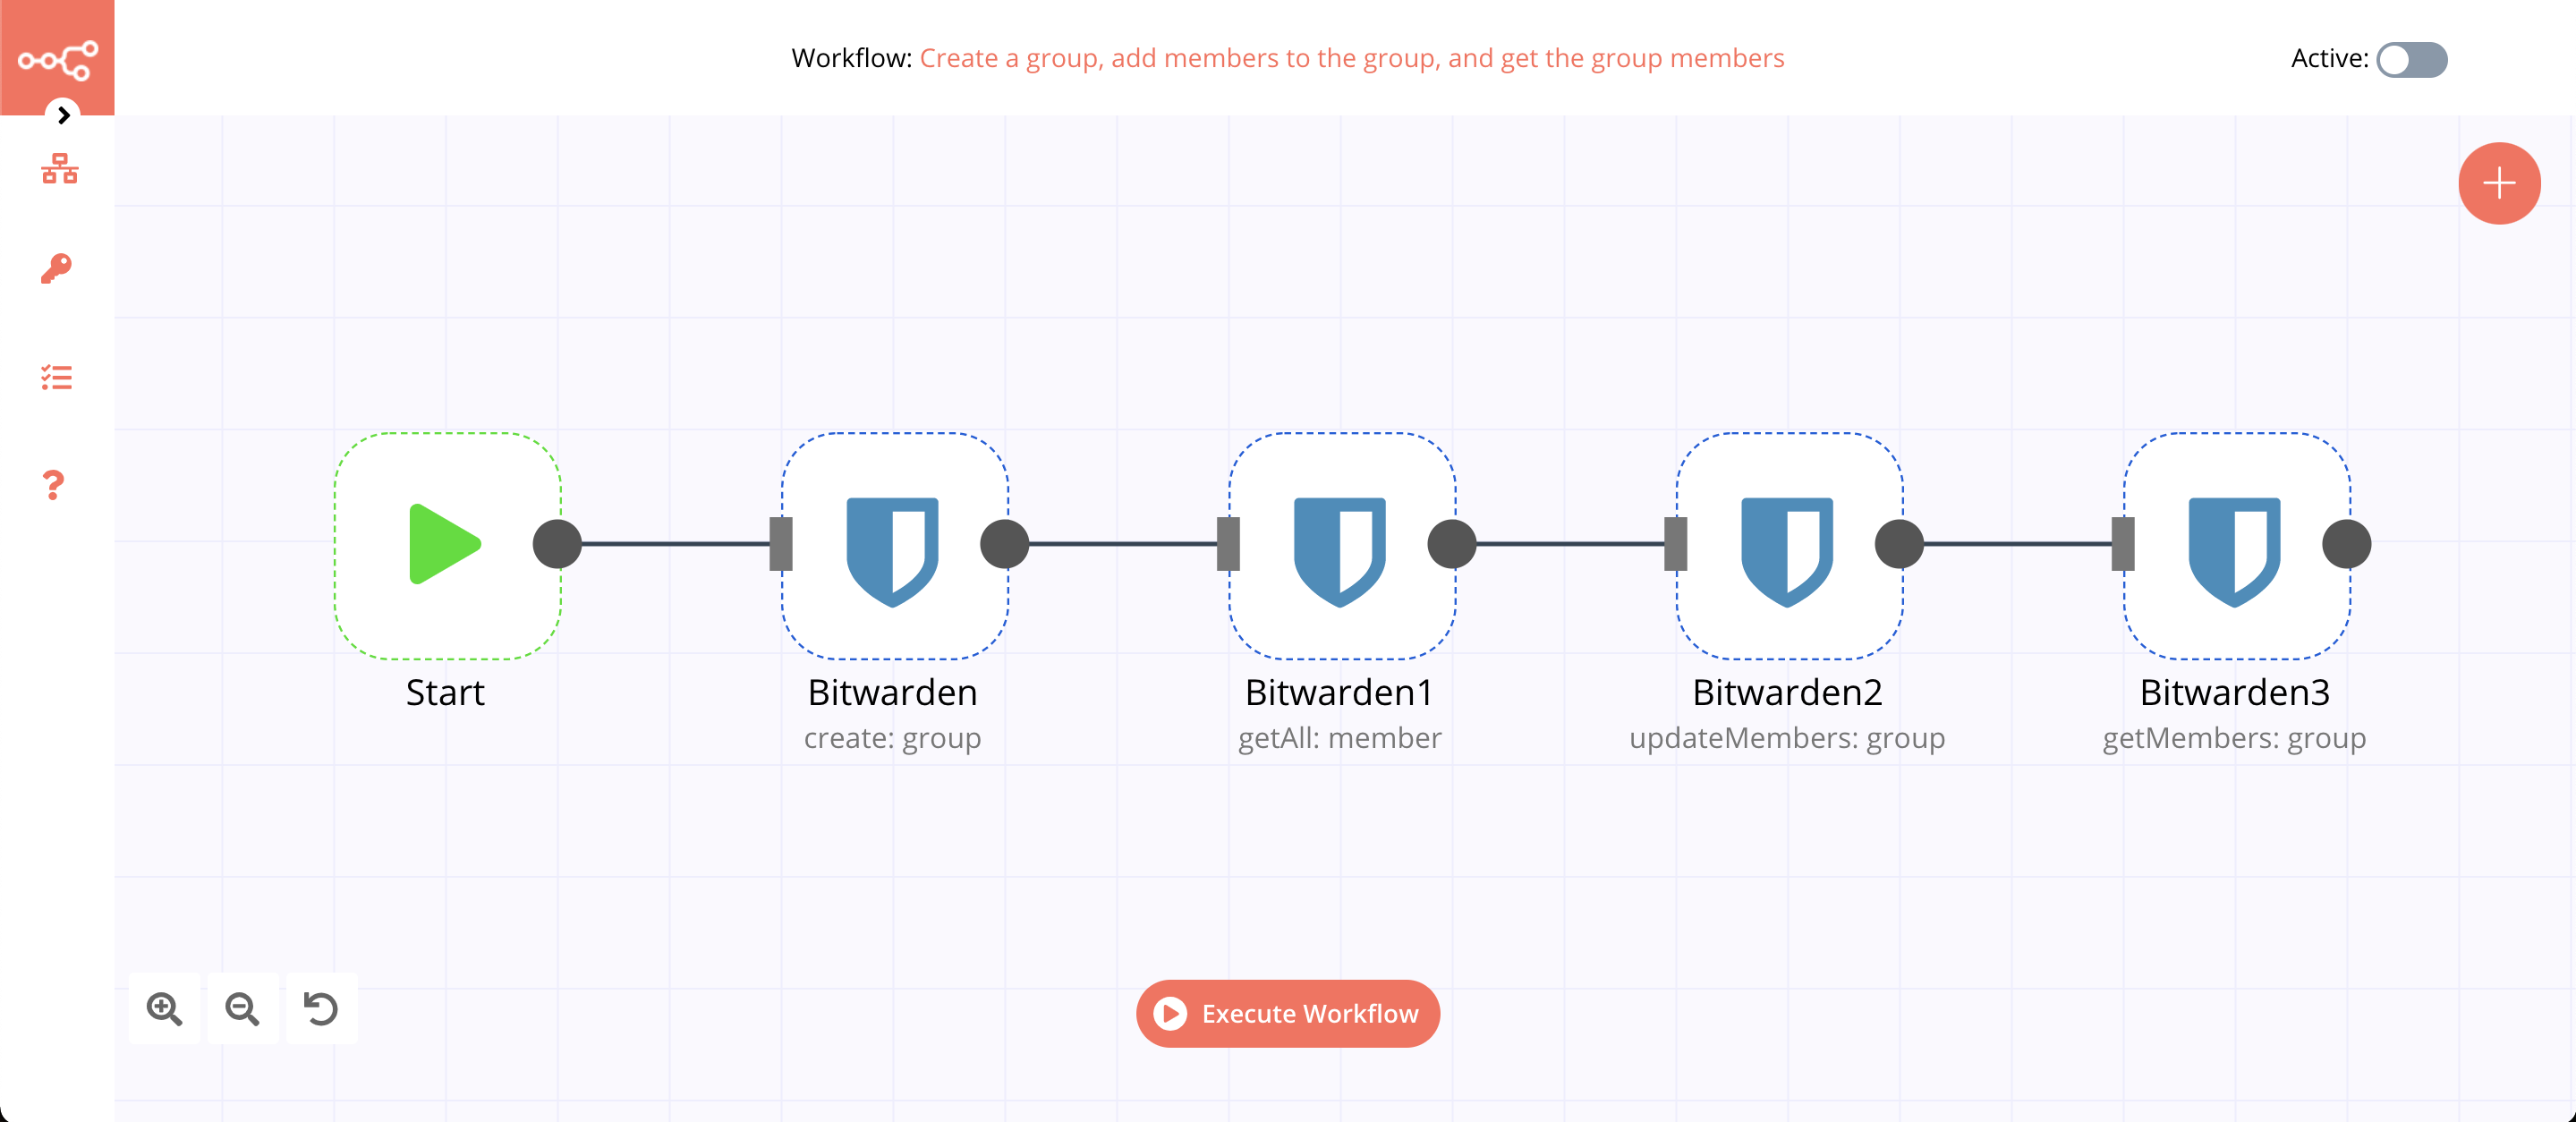 Workflow: Create a group, add members to the group, and get the group members
Active:
Start
Bitwarden
create: group
Bitwarden1
getAll: member
Bitwarden2
updateMembers: group
Bitwarden3
getMembers: group
Execute Workflow